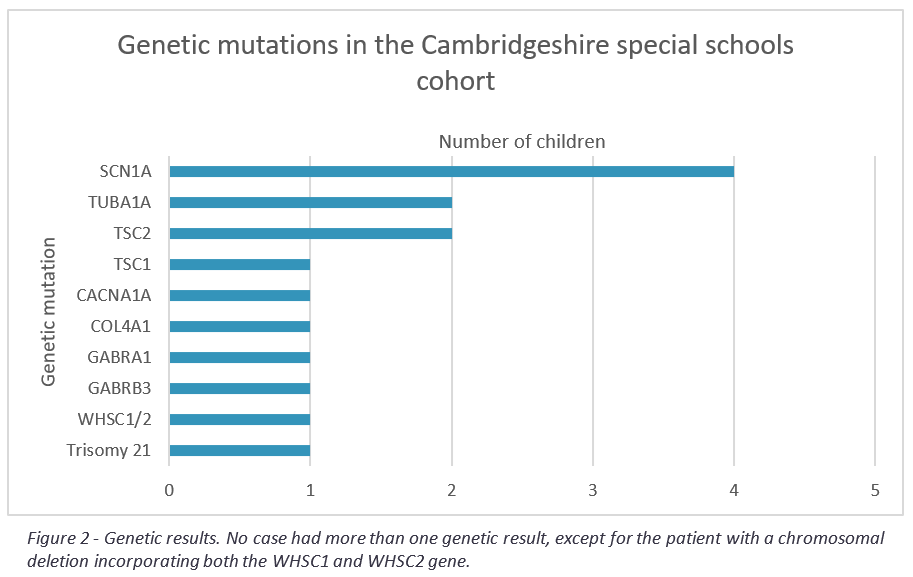 Genetic mutations in the Cambridgeshire special schools
cohort
Number of children
Genetic mutation
SCN1A
TUBA1A
TSC2
TSC1
CACNA1A
COL4A1
GABRA1
GABRB3
WHSC1/2
Trisomy 21
0 1 2 3 4 5
Figure 2 - Genetic results. No case had more than one genetic result, except for the patient with a chromosomal
deletion incorporating both the WHSC1 and WHSC2 gene.